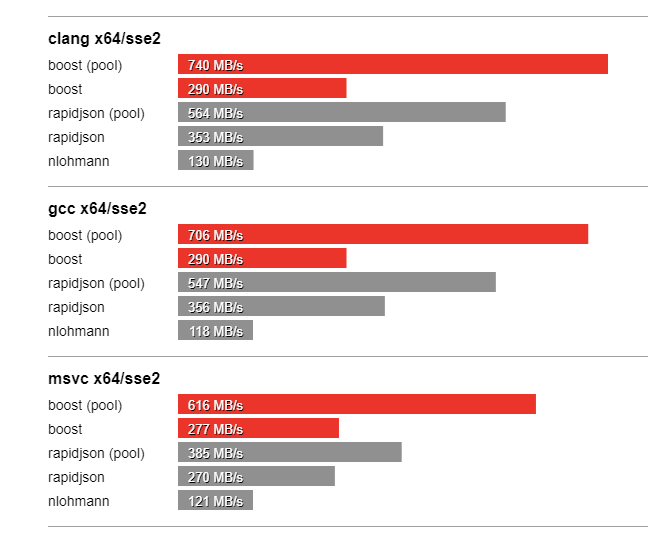 clang x64/sse2
boost (pool) 740 MB/s
boost 290 MB/s
rapidjson (pool) 564 MB/s
rapidjson 353 MB/s
nlohmann 130 MB/s
gcc x64/sse2
boost (pool) 706 MB/s
boost 290 MB/s
rapidjson (pool) 547 MB/s
rapidjson 356 MB/s
nlohmann 118 MB/s
msvc x64/sse2
boost (pool) 616 MB/s
boost 277 MB/s
rapidjson (pool) 385 MB/s
rapidjson 270 MB/s
nlohmann 121 MB/s